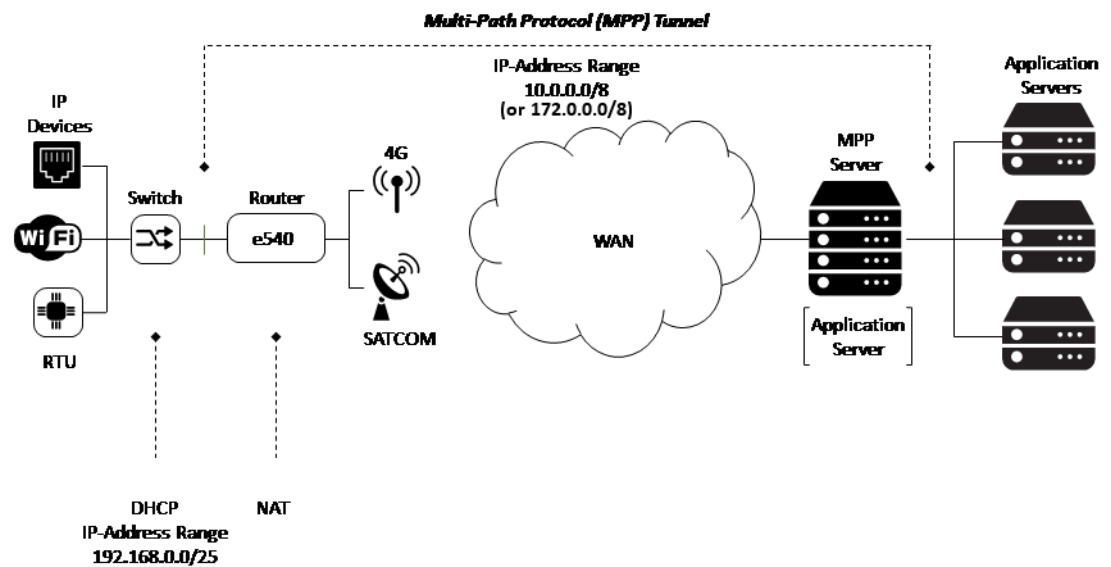 Multi-Path Protocol (MPP) Tunnel
IP-Address Range
10.0.0.0/8
(or 172.0.0.0/8)
Application
Servers
IP
Devices
4G
MPP
Server
Switch
Router
WiFi
e540
WAN
SATCOM
Application
Server
RTU
DHCP
IP-Address Range
192.168.0.0/25
NAT